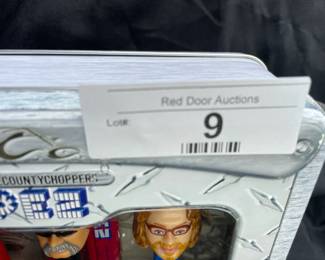 Red Door Auctions
Lot#:
9
COUNTYCHOPPERS
PEZ